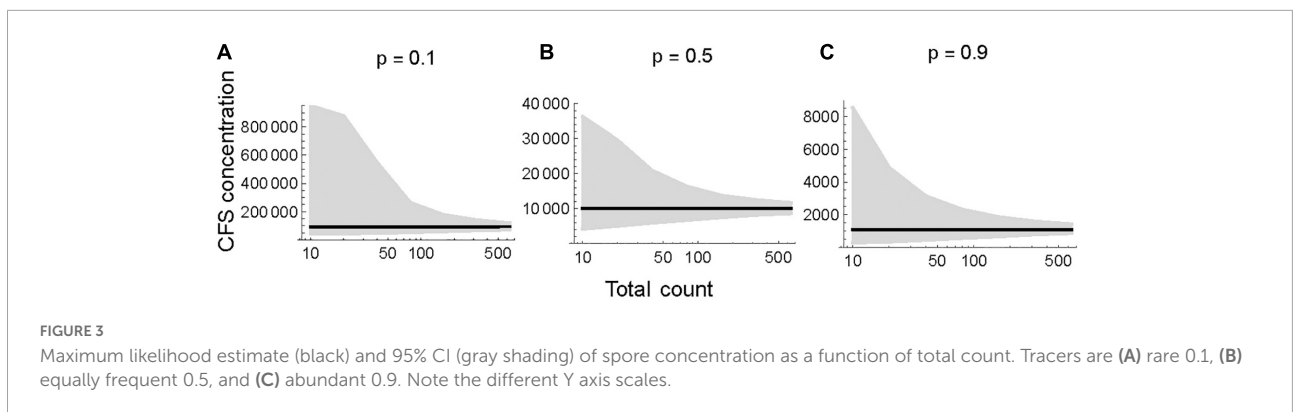 A
p = 0.1
B
p = 0.5
C
p = 0.9
CFS concentration
800 000
600 000
400 000
200 000
10 50 100 500
40 000
30 000
20 000
10 000
10 50 100 500
8000
6000
4000
2000
10 50 100 500
Total count
FIGURE 3
Maximum likelihood estimate (black) and 95% CI (gray shading) of spore concentration as a function of total count. Tracers are (A) rare 0.1, (B)
equally frequent 0.5, and (C) abundant 0.9. Note the different Y axis scales.